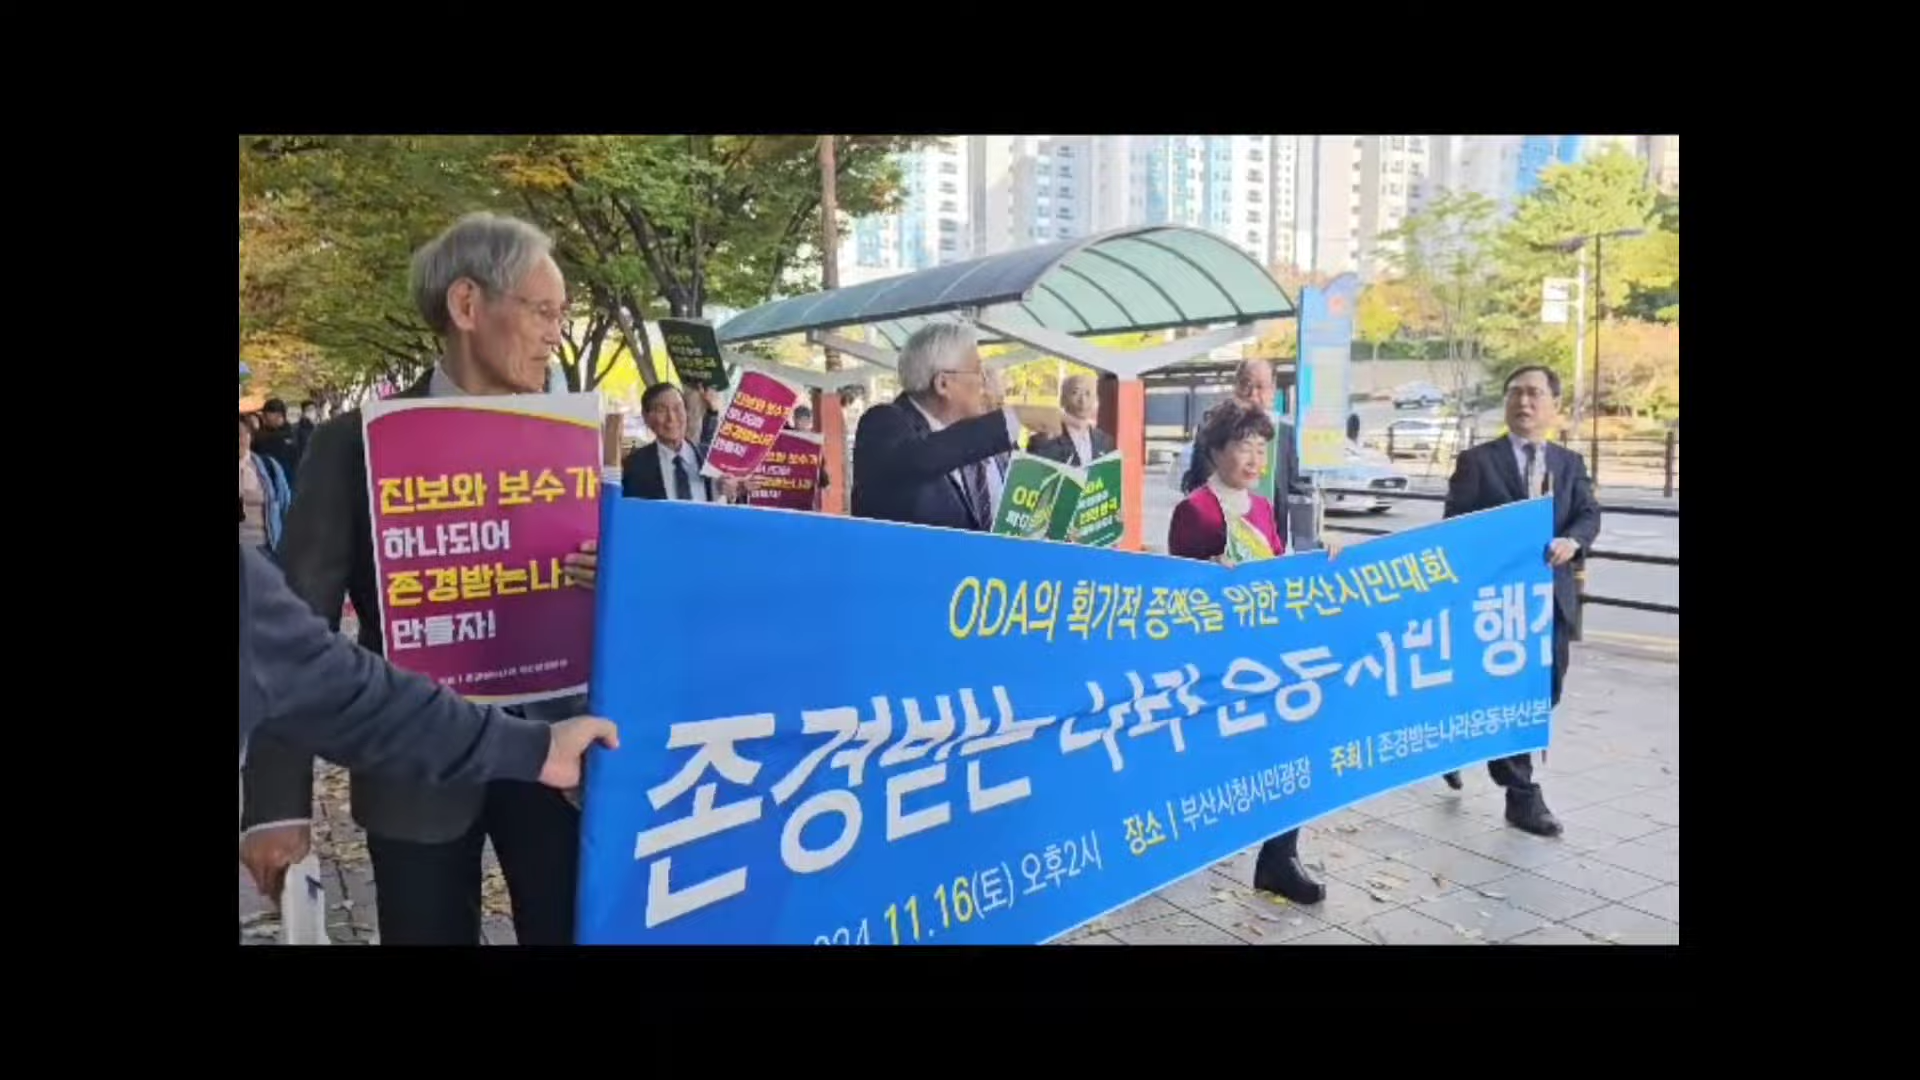 진보와 보수가
하나되어
존경받는나라
만들자!
ODA의 획기적 증액을 위한 부산시민대회
존경받는 나라 운동 시민 행
11.16(토) 오후2시 장소 | 부산시청시민광장 주최 | 존경받는나라운동부산본